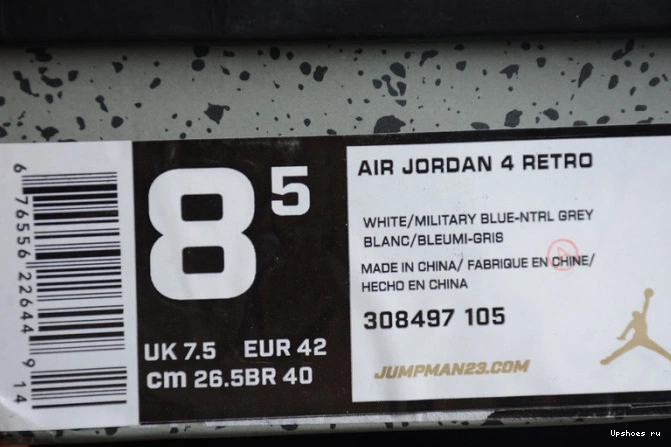 6 76556 22644 9 14
8 5
UK 7.5 EUR 42
cm 26.5BR 40
AIR JORDAN 4 RETRO
WHITE/MILITARY BLUE-NTRL GREY
BLANC/BLEUMI-GRIS
MADE IN CHINA/ FABRIQUE EN CHINE/
HECHO EN CHINA
308497 105
JUMPMAN23.COM
Upshoes ru